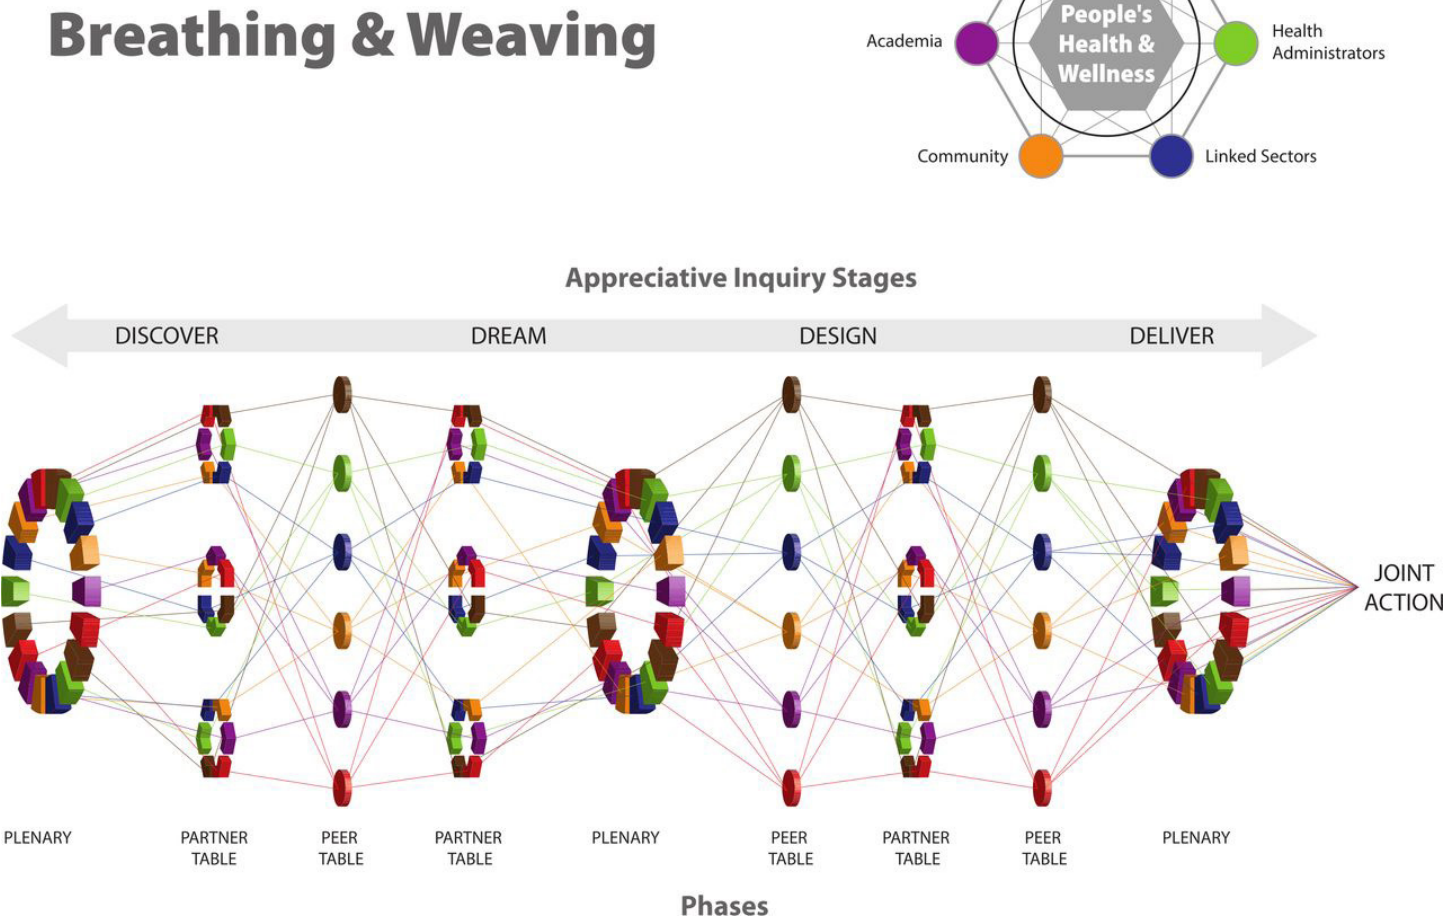 Breathing & Weaving
People's
Health &
Wellness
Academia
Health
Administrators
Community
Linked Sectors
Appreciative Inquiry Stages
DISCOVER
DREAM
DESIGN
DELIVER
JOINT
ACTION
PLENARY
PARTNER
TABLE
PEER
TABLE
PARTNER
TABLE
PLENARY
PEER
TABLE
PARTNER
TABLE
PEER
TABLE
PLENARY
Phases